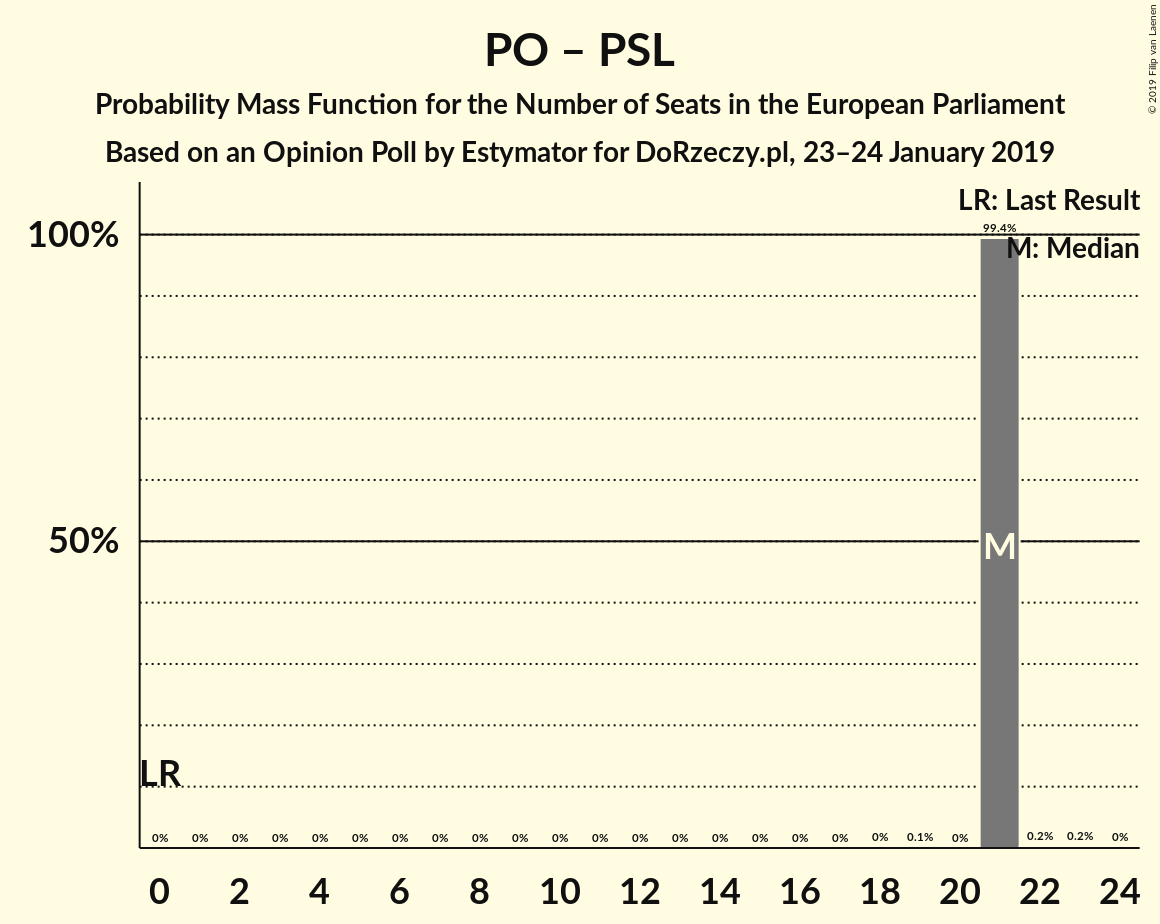 PO – PSL
Probability Mass Function for the Number of Seats in the European Parliament
Based on an Opinion Poll by Estymator for DoRzeczy.pl, 23–24 January 2019
© 2019 Filip van Laenen
LR: Last Result
M: Median
100%
99.4%
50%
M
LR
0% 0% 0% 0% 0% 0% 0% 0% 0% 0% 0% 0% 0% 0% 0% 0% 0% 0% 0% 0.1% 0% 0.2% 0.2% 0%
0 2 4 6 8 10 12 14 16 18 20 22 24